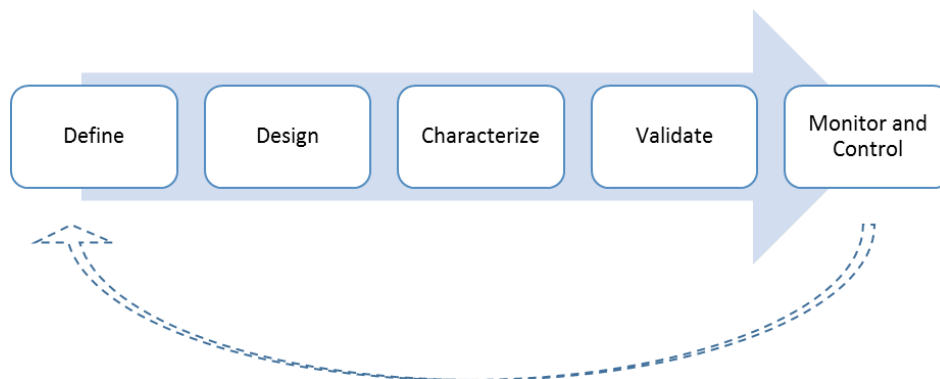 Define
Design
Characterize
Validate
Monitor and
Control